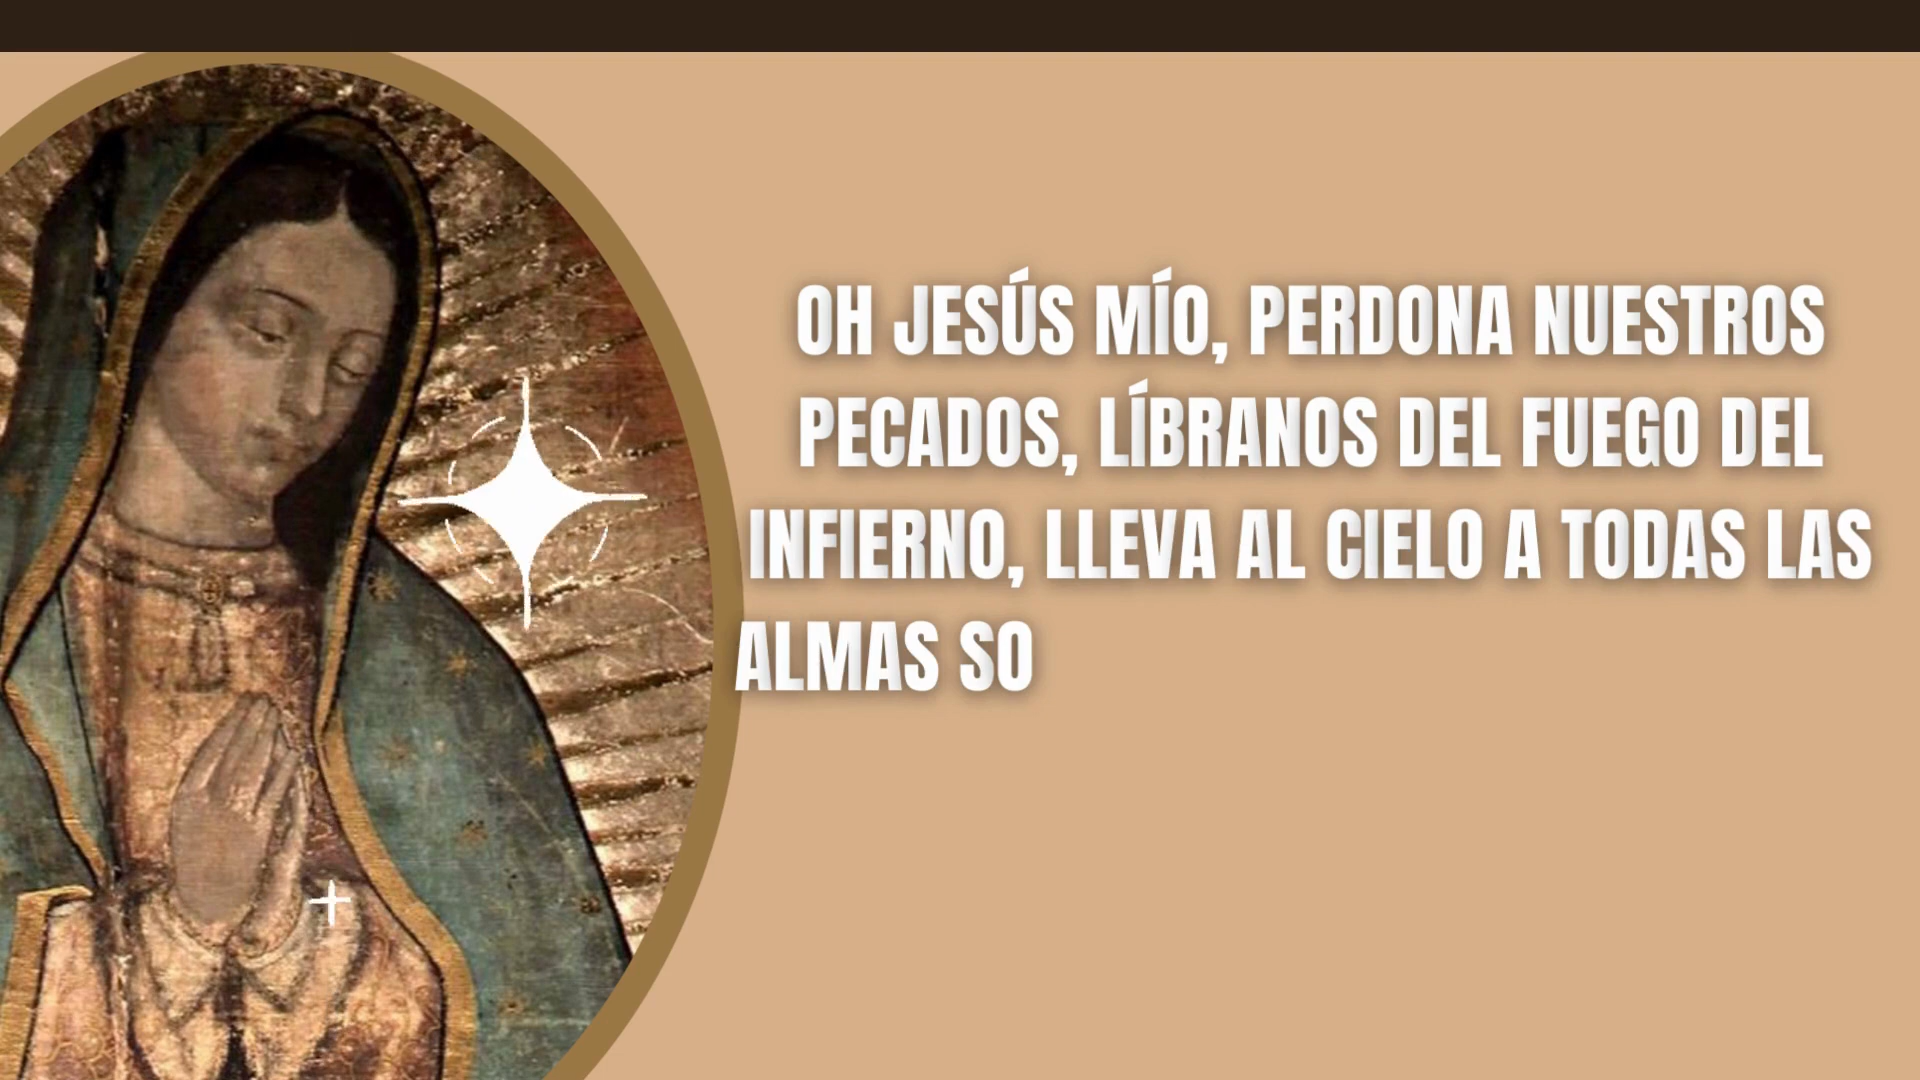 OH JESÚS MÍO, PERDONA NUESTROS
PECADOS, LÍBRANOS DEL FUEGO DEL
INFIERNO, LLEVA AL CIELO A TODAS LAS
ALMAS SO